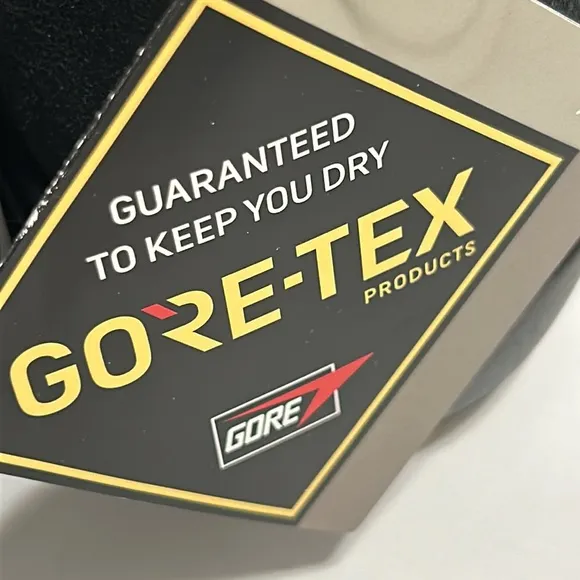 GUARANTEED
TO KEEP YOU DRY
GORE-TEX
PRODUCTS
GORE